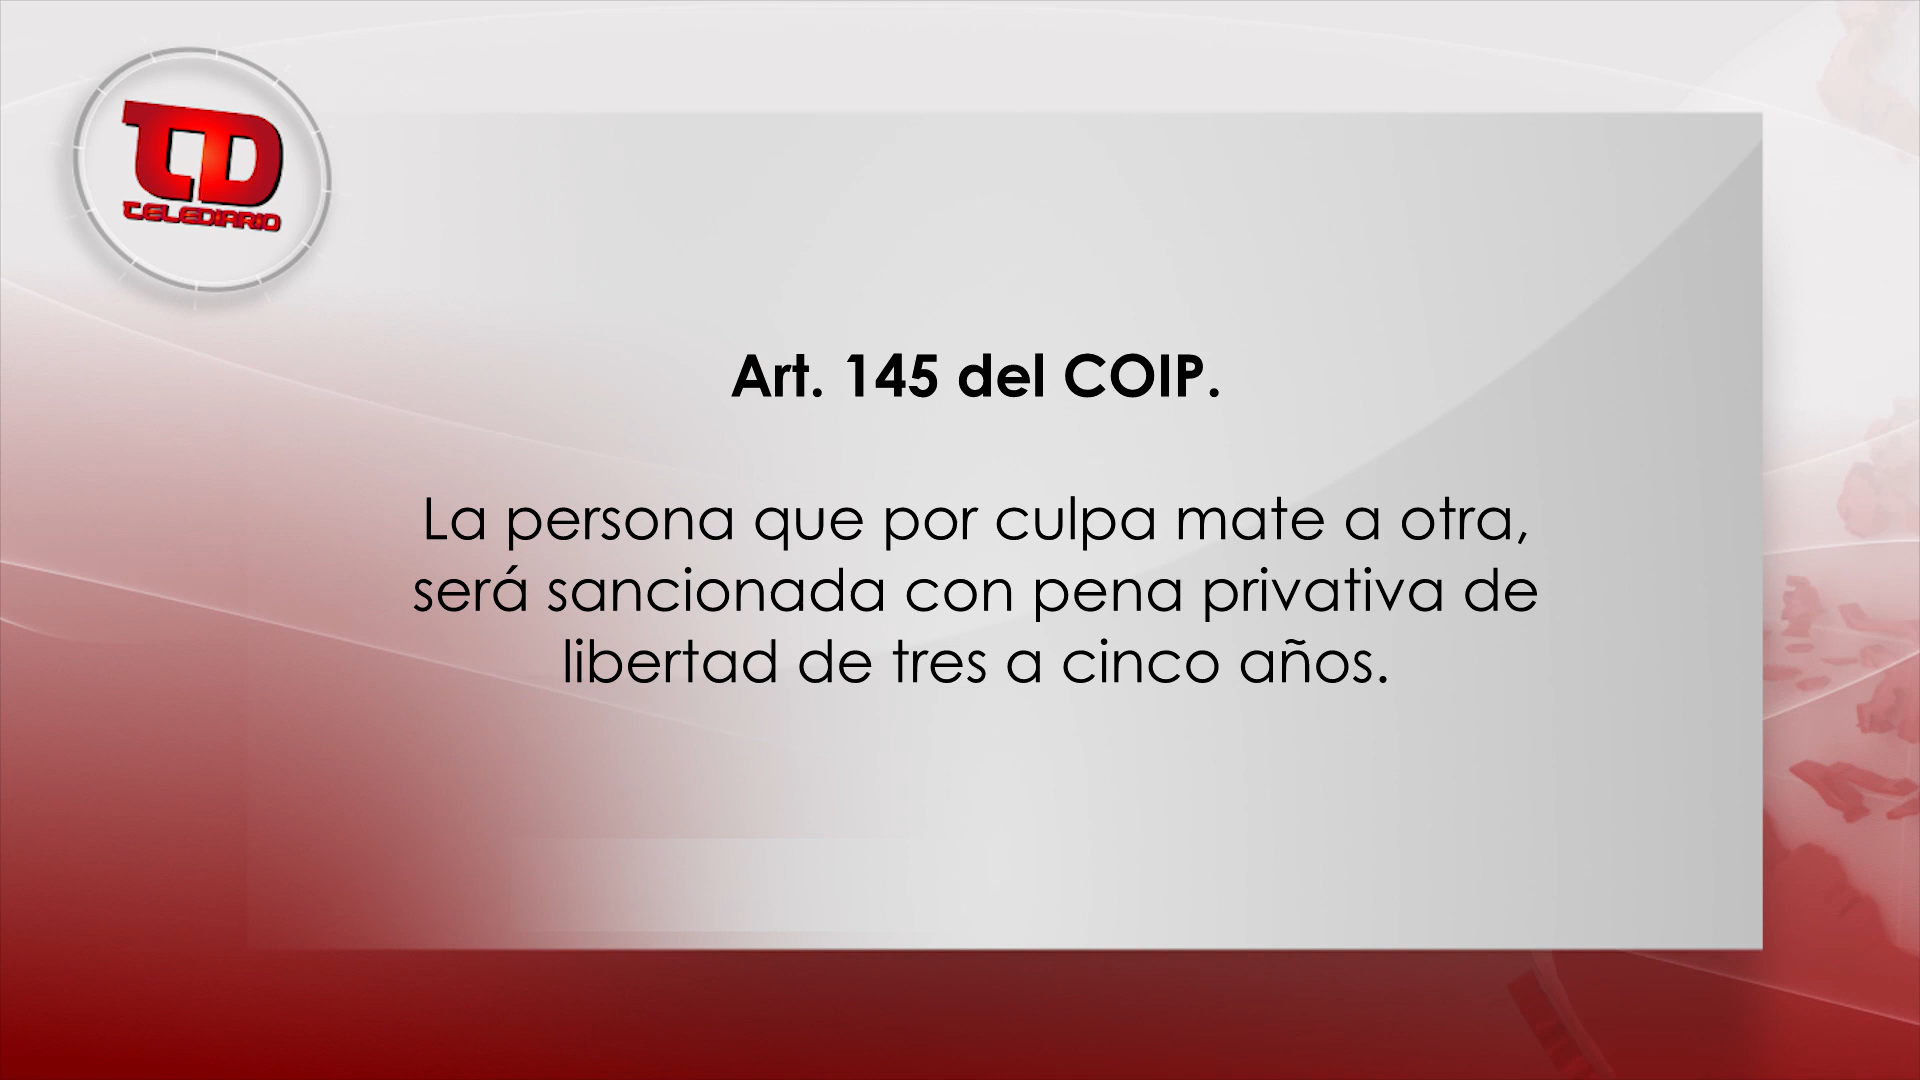 TD
TELEDIARIO
Art. 145 del COIP.
La persona que por culpa mate a otra,
será sancionada con pena privativa de
libertad de tres a cinco años.